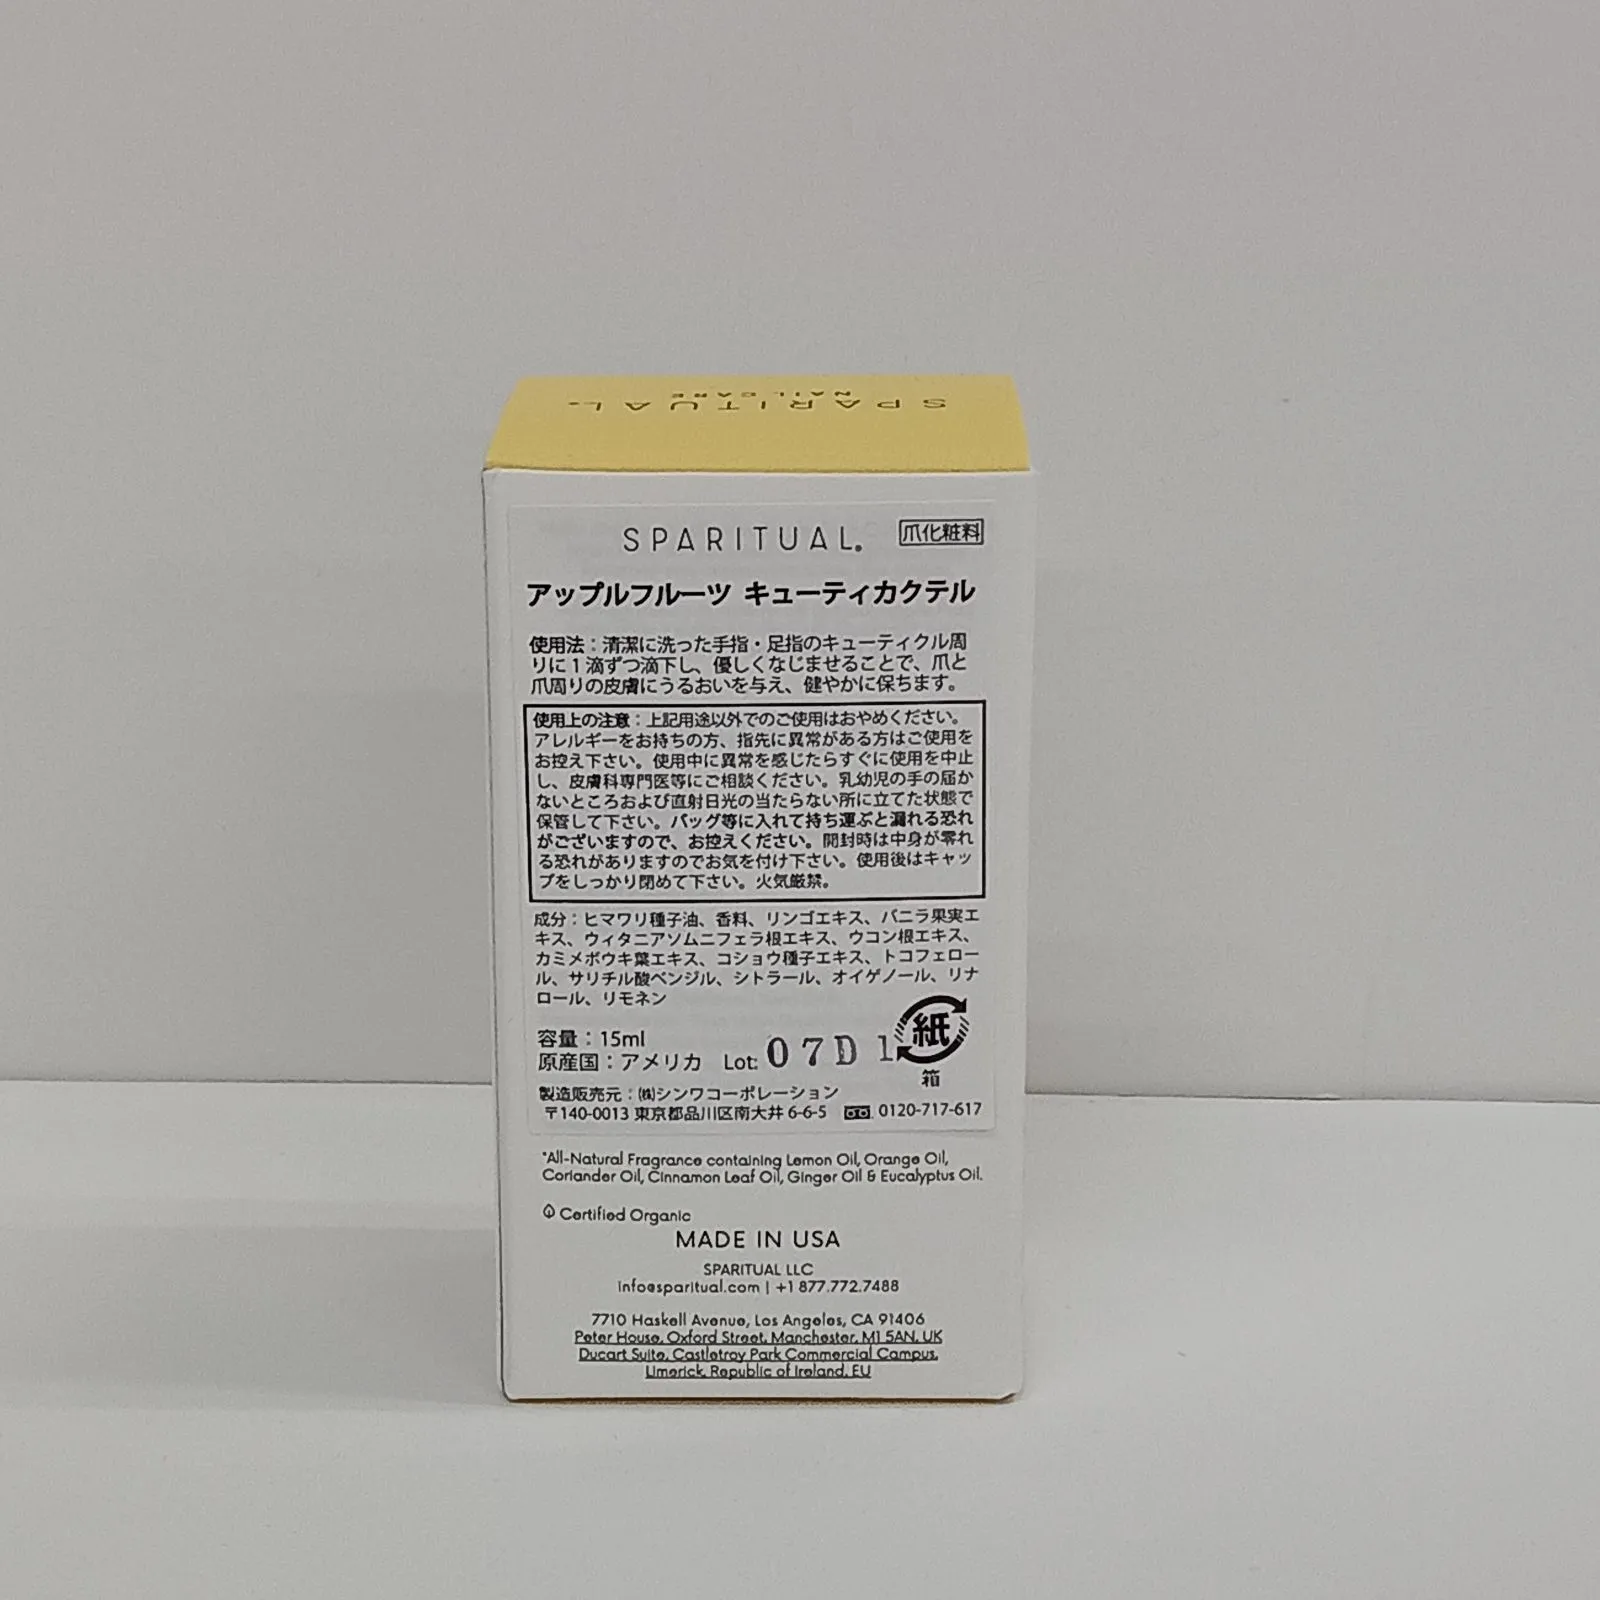 SPARITUAL.
NAIL CARE
SPARITUAL. 爪化粧料
アップルフルーツ キューティカクテル
使用法：清潔に洗った手指・足指のキューティクル周
りに１滴ずつ滴下し、優しくなじませることで、爪と
爪周りの皮膚にうるおいを与え、健やかに保ちます。
使用上の注意：上記用途以外でのご使用はおやめください。
アレルギーをお持ちの方、指先に異常がある方はご使用を
お控え下さい。使用中に異常を感じたらすぐに使用を中止
し、皮膚科専門医等にご相談ください。乳幼児の手の届か
ないところおよび直射日光の当たらない所に立てた状態で
保管して下さい。バッグ等に入れて持ち運ぶと漏れる恐れ
がございますので、お控えください。開封時は中身が零れ
る恐れがありますのでお気を付け下さい。使用後はキャッ
プをしっかり閉めて下さい。火気厳禁。
成分：ヒマワリ種子油、香料、リンゴエキス、バニラ果実エ
キス、ウィタニアソムニフェラ根エキス、ウコン根エキス、
カミメボウキ葉エキス、コショウ種子エキス、トコフェロー
ル、サリチル酸ベンジル、シトラール、オイゲノール、リナ
ロール、リモネン
容量：15ml
原産国：アメリカ Lot: 07D1
紙
箱
製造販売元：㈱シンワコーポレーション
〒140-0013 東京都品川区南大井 6-6-5 0120-717-617
*All-Natural Fragrance containing Lemon Oil, Orange Oil,
Coriander Oil, Cinnamon Leaf Oil, Ginger Oil & Eucalyptus Oil.
Certified Organic
MADE IN USA
SPARITUAL LLC
info@sparitual.com | +1 877.772.7488
7710 Haskell Avenue, Los Angeles, CA 91406
Peter House, Oxford Street, Manchester, M1 5AN, UK
Ducart Suite, Castletroy Park Commercial Campus,
Limerick, Republic of Ireland, EU